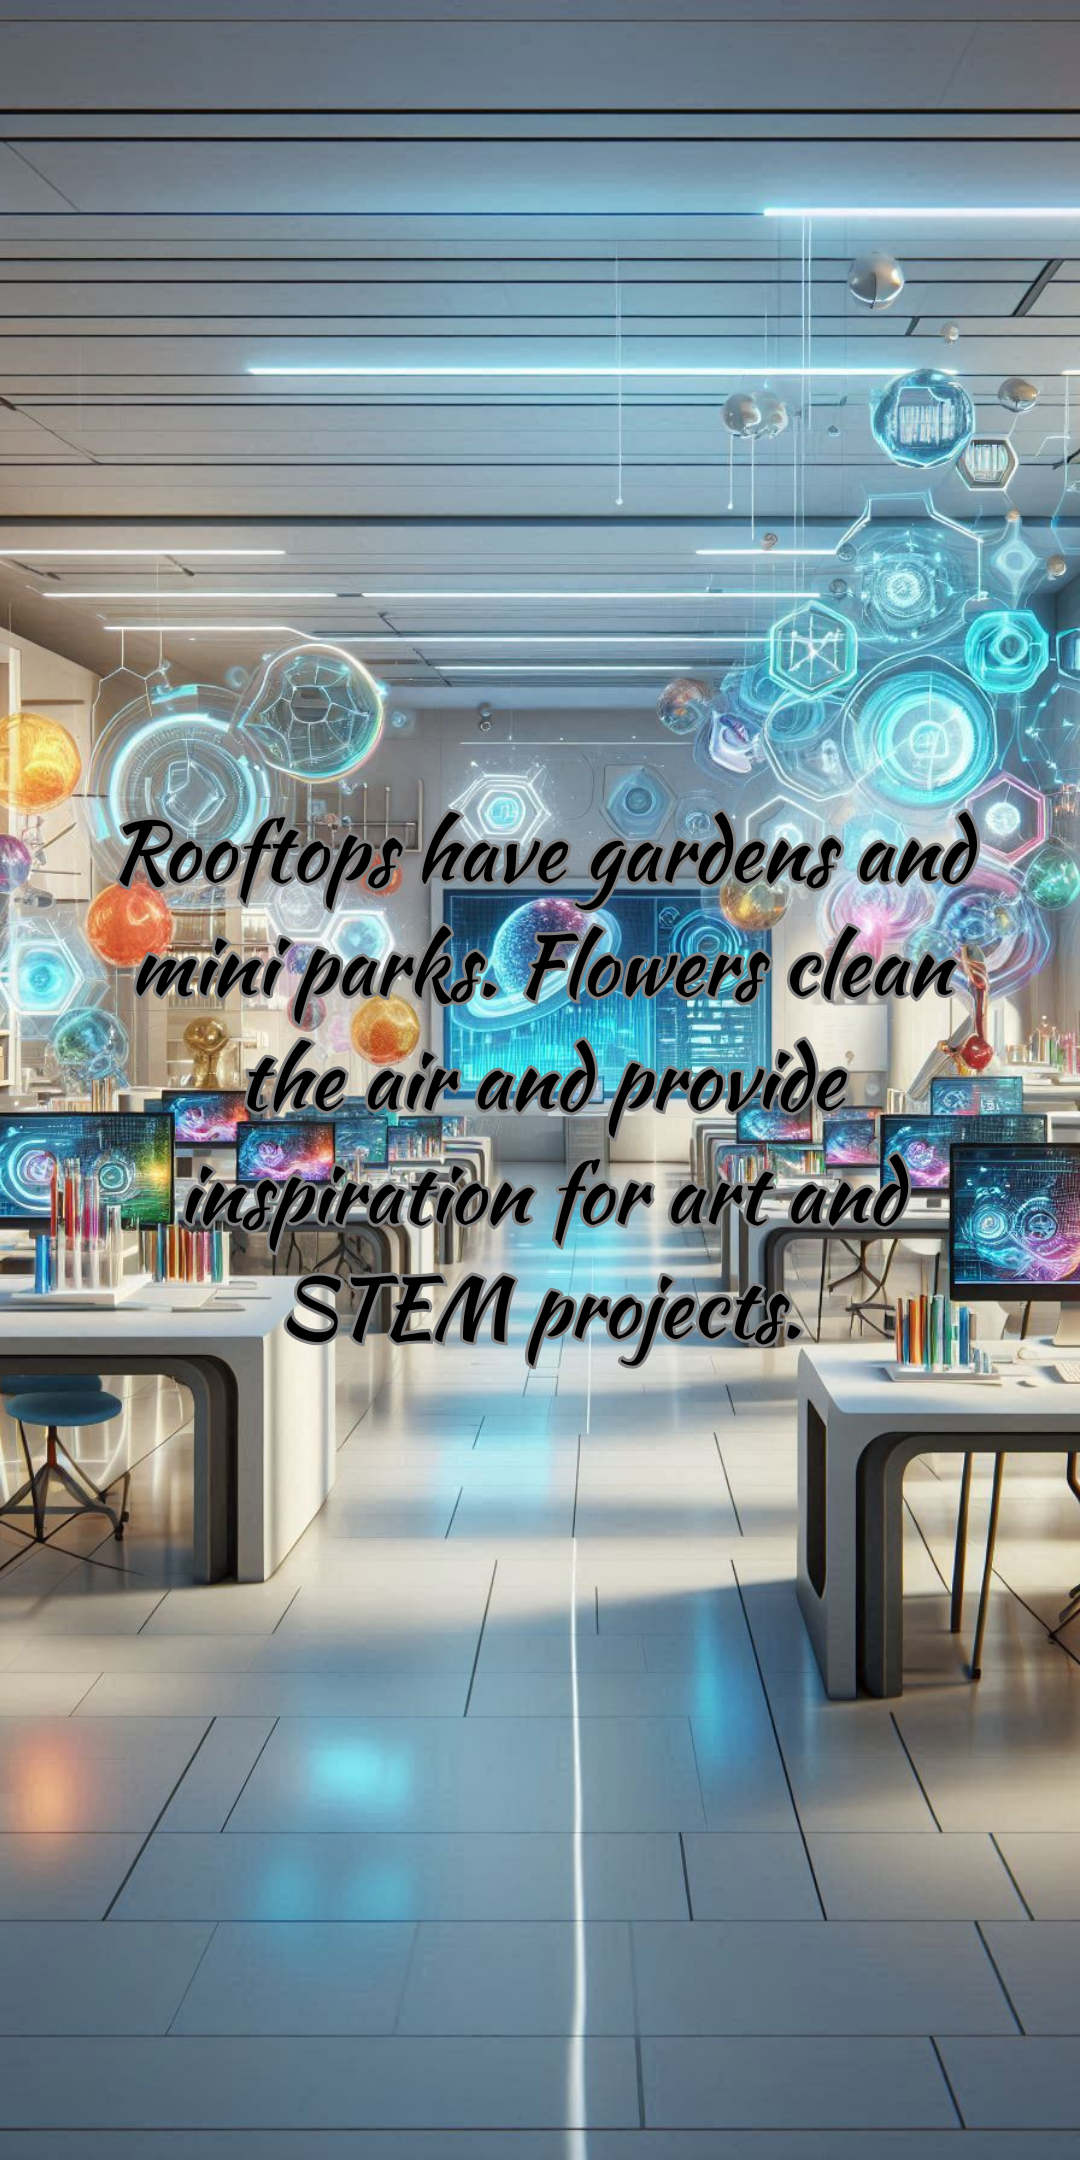 Rooftops have gardens and
mini parks. Flowers clean
the air and provide
inspiration for art and
STEM projects.